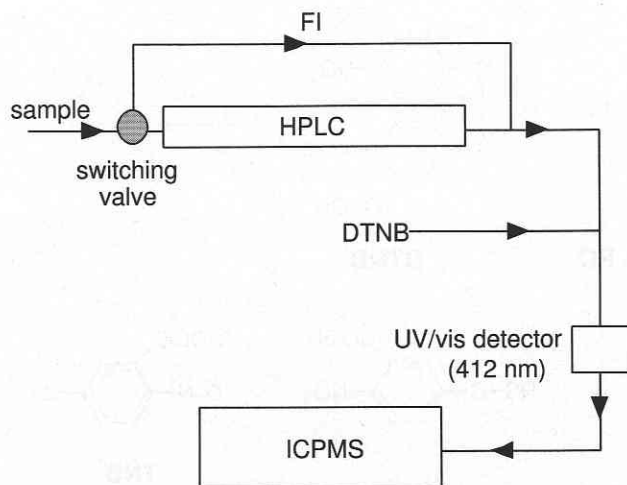 FI
sample
HPLC
switching
valve
DTNB
UV/vis detector
(412 nm)
ICPMS